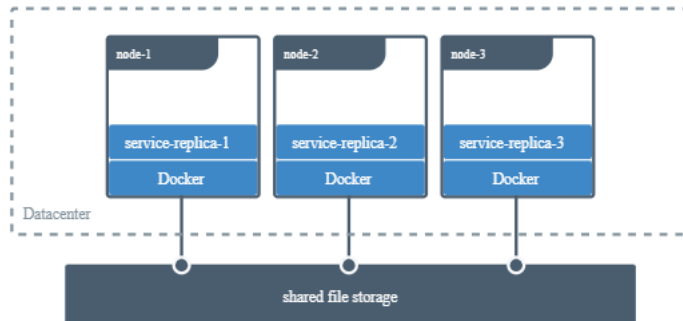 node-1
node-2
node-3
service-replica-1
service-replica-2
service-replica-3
Docker
Docker
Docker
Datacenter
shared file storage